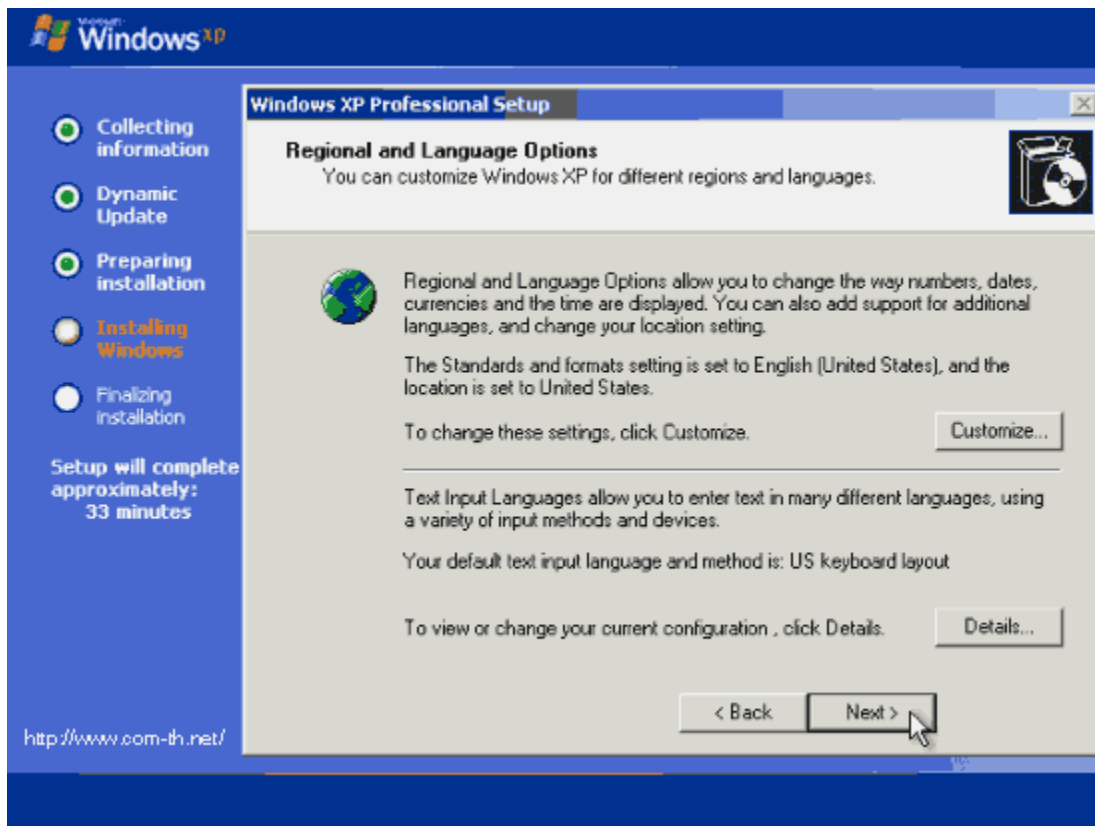 Microsoft
Windows xp
Collecting
information
Dynamic
Update
Preparing
installation
Installing
Windows
Finalizing
installation
Setup will complete
approximately:
33 minutes
http://www.com-th.net/
Windows XP Professional Setup
Regional and Language Options
You can customize Windows XP for different regions and languages.
Regional and Language Options allow you to change the way numbers, dates,
currencies and the time are displayed. You can also add support for additional
languages, and change your location setting.
The Standards and formats setting is set to English (United States), and the
location is set to United States.
To change these settings, click Customize.
Customize...
Text Input Languages allow you to enter text in many different languages, using
a variety of input methods and devices.
Your default text input language and method is: US keyboard layout
To view or change your current configuration , click Details.
Details...
< Back
Next >